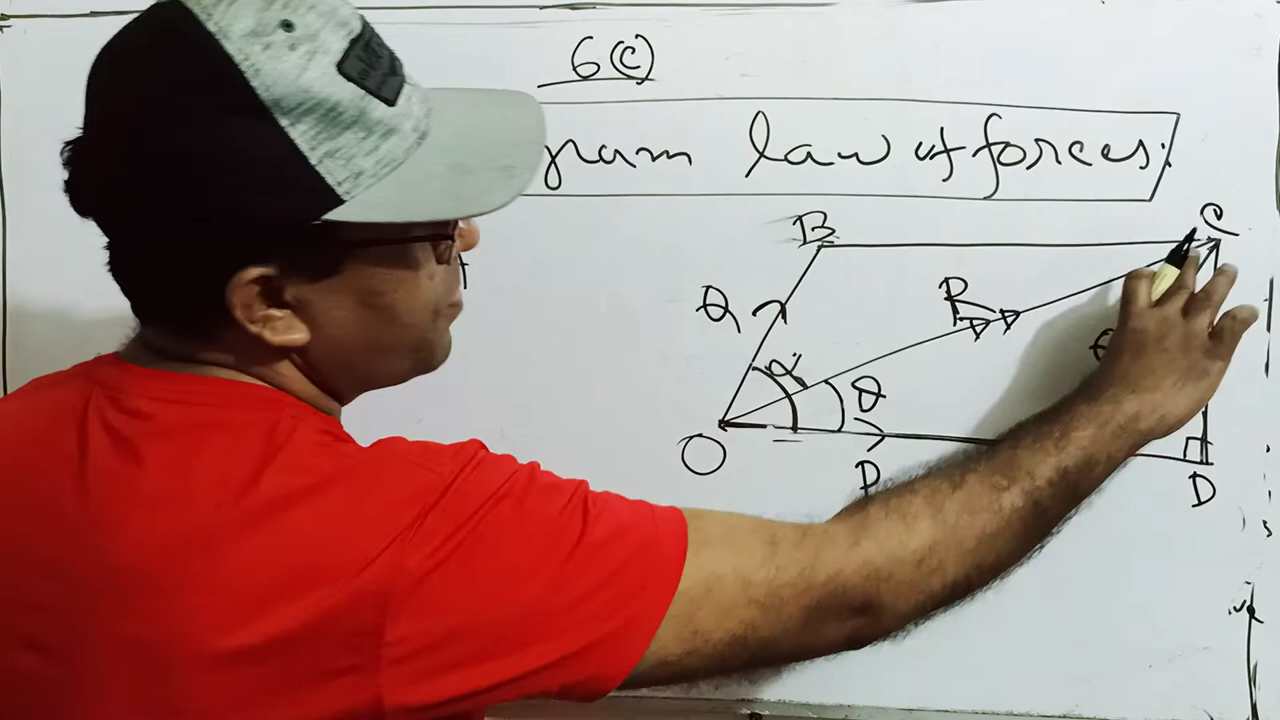 6(C)
gram law of forces:
B
C
Q
R
α
θ
O
P
D